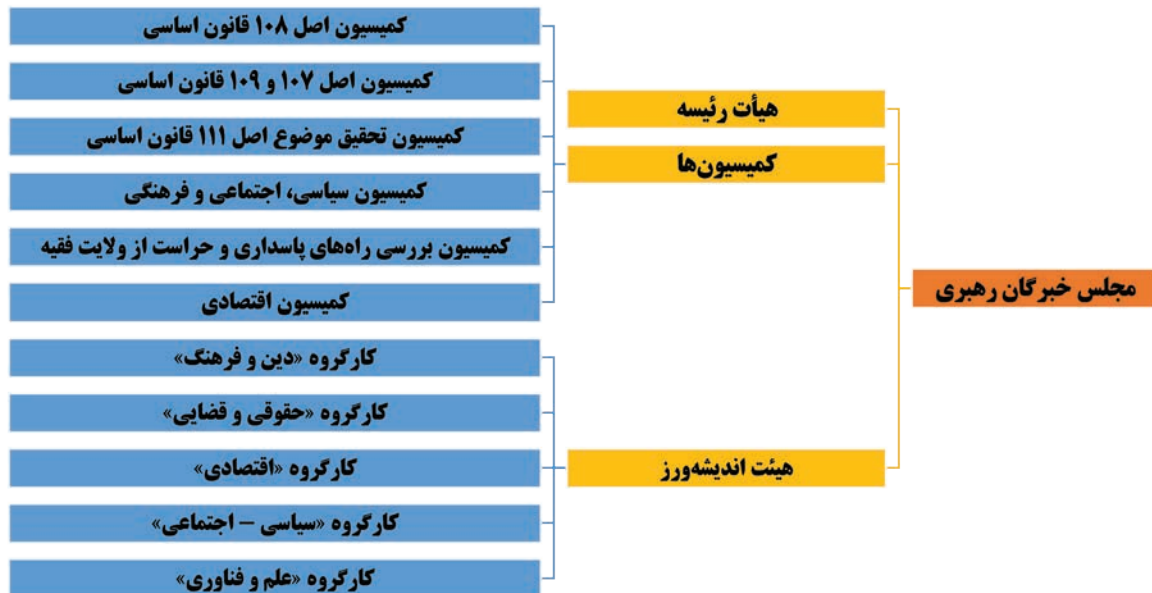 مجلس خبرگان رهبری
هیأت رئیسه
کمیسیون‌ها
کمیسیون اصل ۱۰۸ قانون اساسی
کمیسیون اصل ۱۰۷ و ۱۰۹ قانون اساسی
کمیسیون تحقیق موضوع اصل ۱۱۱ قانون اساسی
کمیسیون سیاسی، اجتماعی و فرهنگی
کمیسیون بررسی راه‌های پاسداری و حراست از ولایت فقیه
کمیسیون اقتصادی
هیئت اندیشه‌ورز
کارگروه «دین و فرهنگ»
کارگروه «حقوقی و قضایی»
کارگروه «اقتصادی»
کارگروه «سیاسی – اجتماعی»
کارگروه «علم و فناوری»